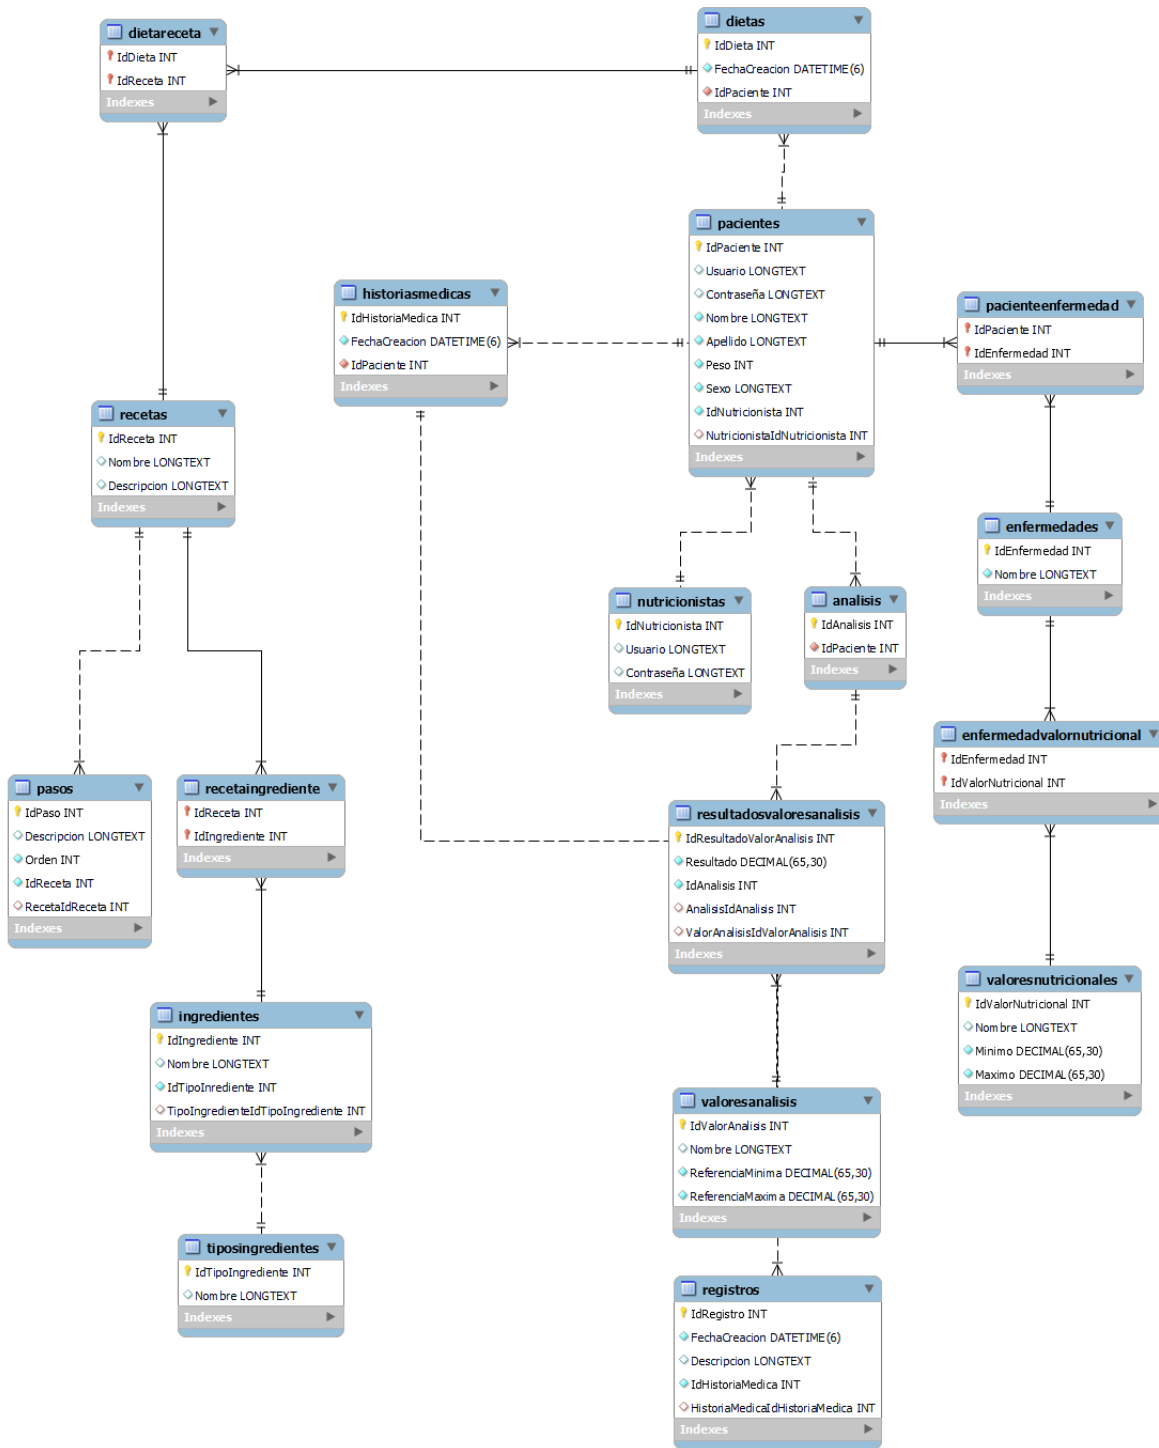 dietareceta
IdDieta INT
IdReceta INT
Indexes
dietas
IdDieta INT
FechaCreacion DATETIME(6)
IdPaciente INT
Indexes
pacientes
IdPaciente INT
Usuario LONGTEXT
Contraseña LONGTEXT
Nombre LONGTEXT
Apellido LONGTEXT
Peso INT
Sexo LONGTEXT
IdNutricionista INT
NutricionistaIdNutricionista INT
Indexes
historiasmedicas
IdHistoriaMedica INT
FechaCreacion DATETIME(6)
IdPaciente INT
Indexes
pacienteenfermedad
IdPaciente INT
IdEnfermedad INT
Indexes
recetas
IdReceta INT
Nombre LONGTEXT
Descripcion LONGTEXT
Indexes
enfermedades
IdEnfermedad INT
Nombre LONGTEXT
Indexes
nutricionistas
IdNutricionista INT
Usuario LONGTEXT
Contraseña LONGTEXT
Indexes
analisis
IdAnalisis INT
IdPaciente INT
Indexes
enfermedadvalornutricional
IdEnfermedad INT
IdValorNutricional INT
Indexes
pasos
IdPaso INT
Descripcion LONGTEXT
Orden INT
IdReceta INT
RecetaIdReceta INT
Indexes
recetaingrediente
IdReceta INT
IdIngrediente INT
Indexes
resultadosvaloresanalisis
IdResultadoValorAnalisis INT
Resultado DECIMAL(65,30)
IdAnalisis INT
AnalisisIdAnalisis INT
ValorAnalisisIdValorAnalisis INT
Indexes
valoresnutricionales
IdValorNutricional INT
Nombre LONGTEXT
Minimo DECIMAL(65,30)
Maximo DECIMAL(65,30)
Indexes
ingredientes
IdIngrediente INT
Nombre LONGTEXT
IdTipoInrediente INT
TipoIngredienteIdTipoIngrediente INT
Indexes
valoresanalisis
IdValorAnalisis INT
Nombre LONGTEXT
ReferenciaMinima DECIMAL(65,30)
ReferenciaMaxima DECIMAL(65,30)
Indexes
tiposingredientes
IdTipoIngrediente INT
Nombre LONGTEXT
Indexes
registros
IdRegistro INT
FechaCreacion DATETIME(6)
Descripcion LONGTEXT
IdHistoriaMedica INT
HistoriaMedicaIdHistoriaMedica INT
Indexes